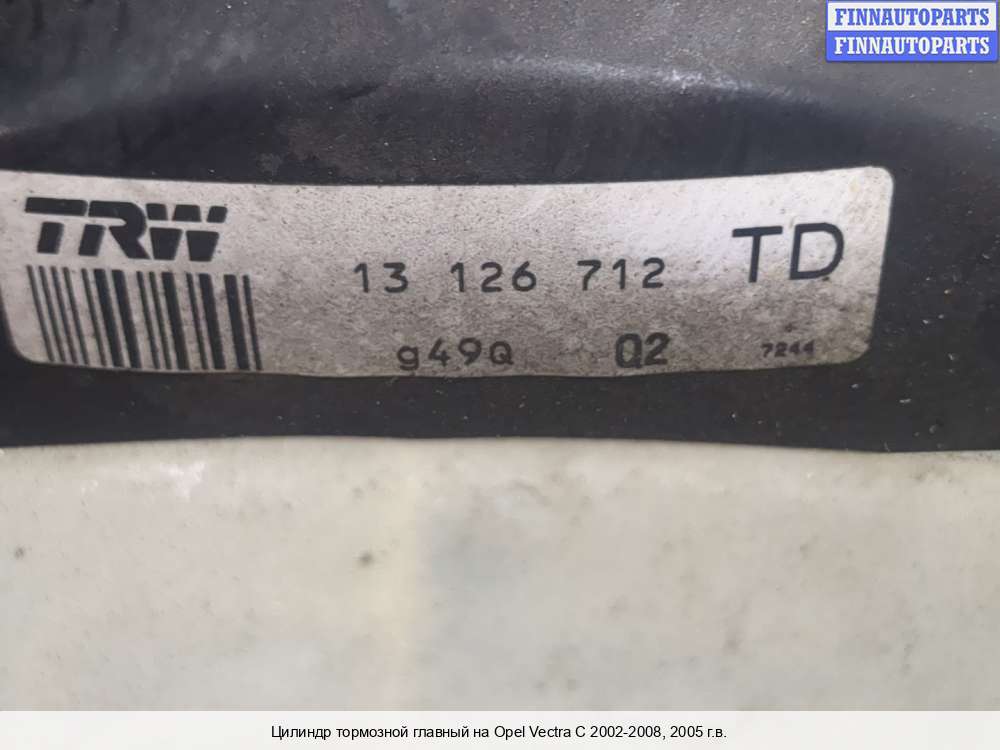 FINNAUTOPARTS
FINNAUTOPARTS
TRW
13 126 712 TD
g49Q Q2 7244
Цилиндр тормозной главный на Opel Vectra C 2002-2008, 2005 г.в.